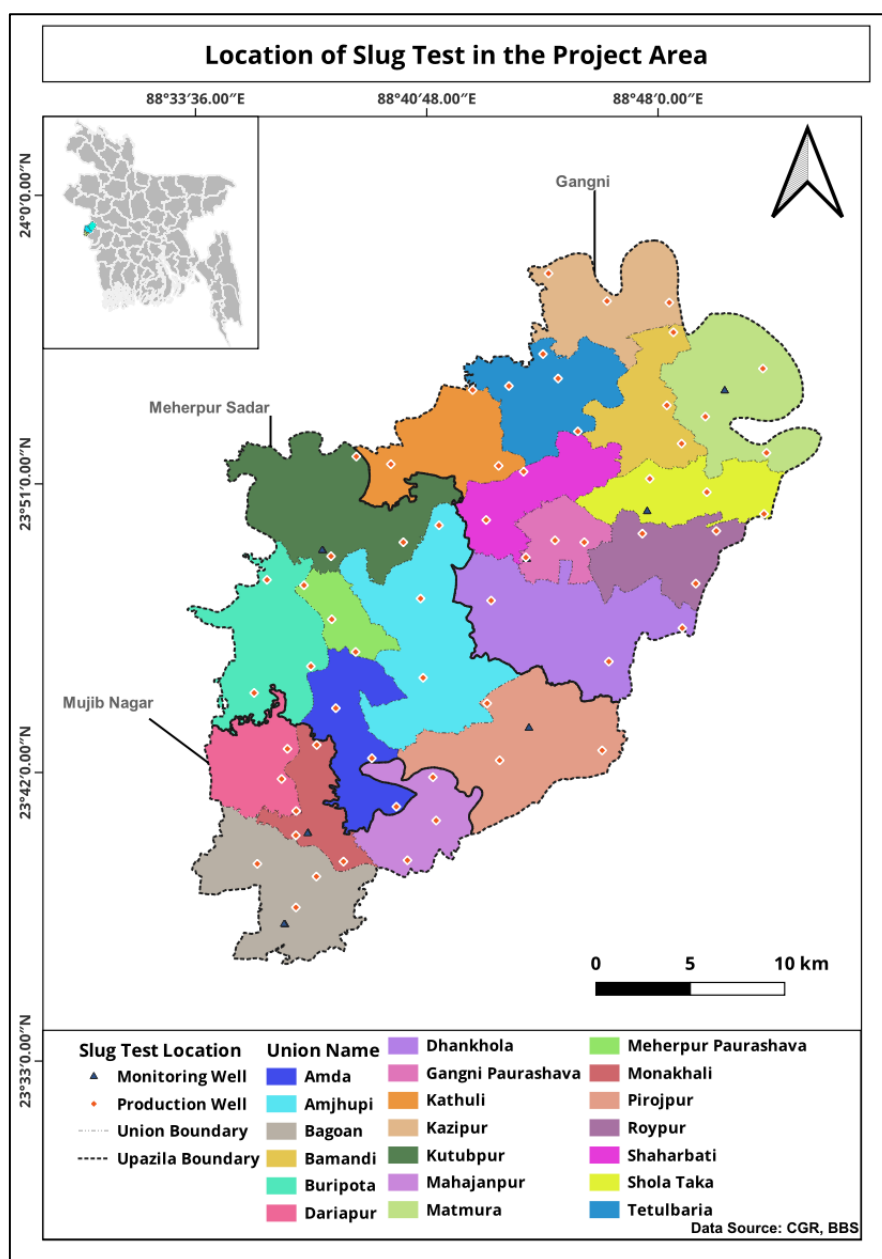 Location of Slug Test in the Project Area
88°33′36.00″E
88°40′48.00″E
88°48′0.00″E
24°0′0.00″N
Gangni
Meherpur Sadar
23°51′0.00″N
Mujib Nagar
23°42′0.00″N
0 5 10 km
23°33′0.00″N
Slug Test Location
Monitoring Well
Production Well
Union Boundary
Upazila Boundary
Union Name
Amda
Amjhupi
Bagoan
Bamandi
Buripota
Dariapur
Dhankhola
Gangni Paurashava
Kathuli
Kazipur
Kutubpur
Mahajanpur
Matmura
Meherpur Paurashava
Monakhali
Pirojpur
Roypur
Shaharbati
Shola Taka
Tetulbaria
Data Source: CGR, BBS